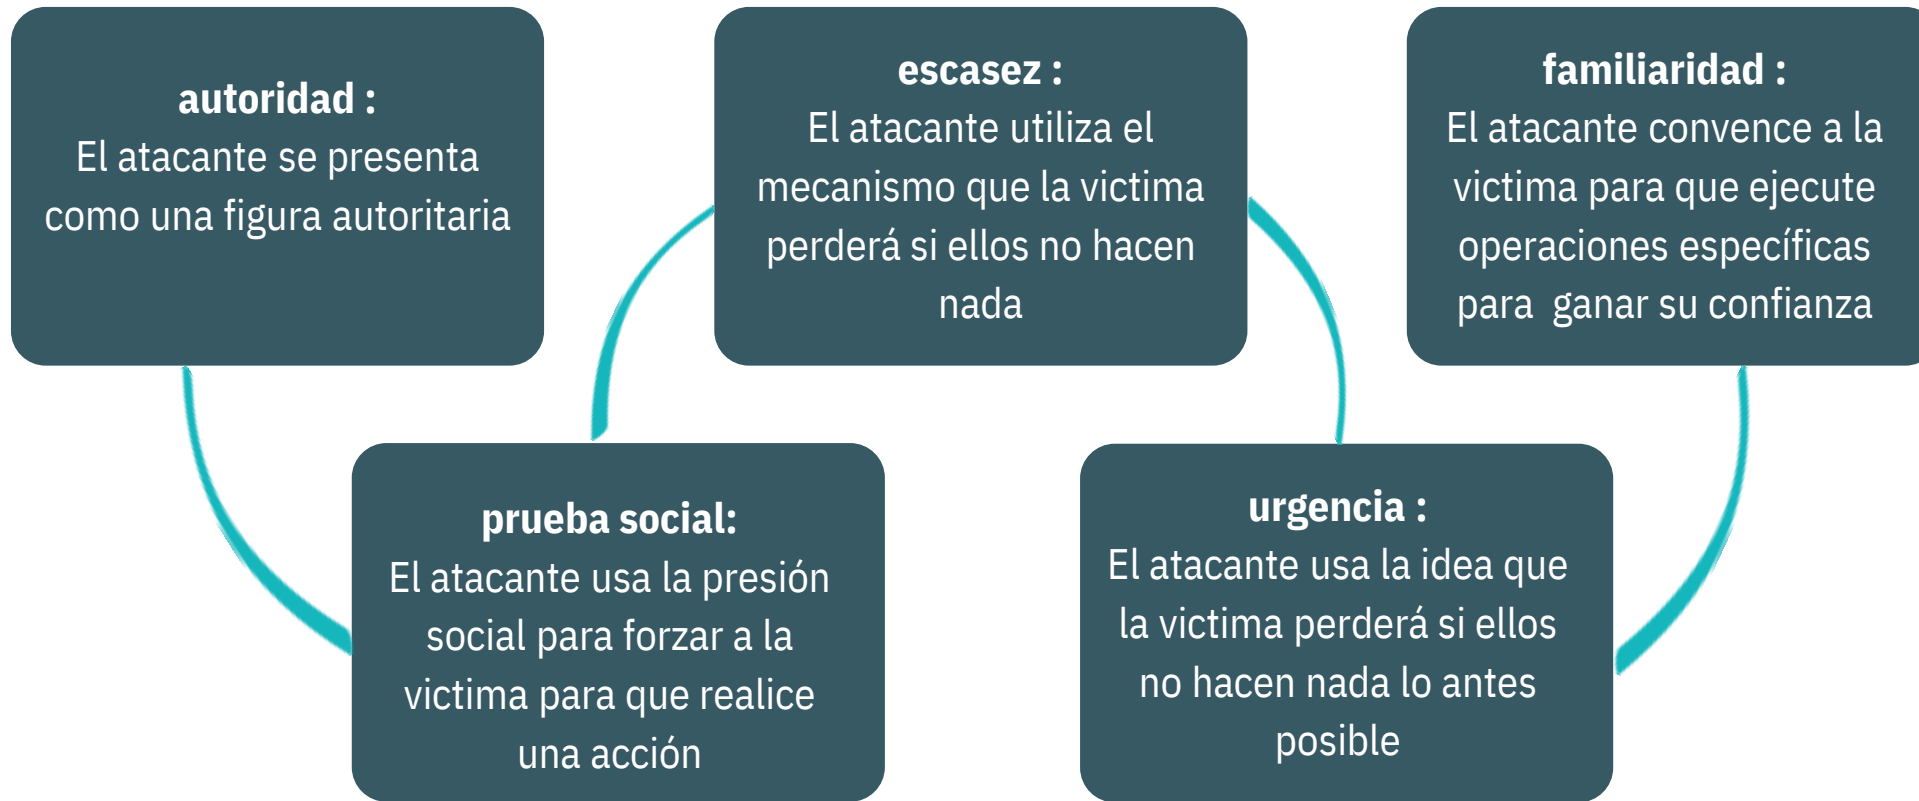 autoridad :
El atacante se presenta
como una figura autoritaria
prueba social:
El atacante usa la presión
social para forzar a la
victima para que realice
una acción
escasez :
El atacante utiliza el
mecanismo que la victima
perderá si ellos no hacen
nada
urgencia :
El atacante usa la idea que
la victima perderá si ellos
no hacen nada lo antes
posible
familiaridad :
El atacante convence a la
victima para que ejecute
operaciones específicas
para  ganar su confianza